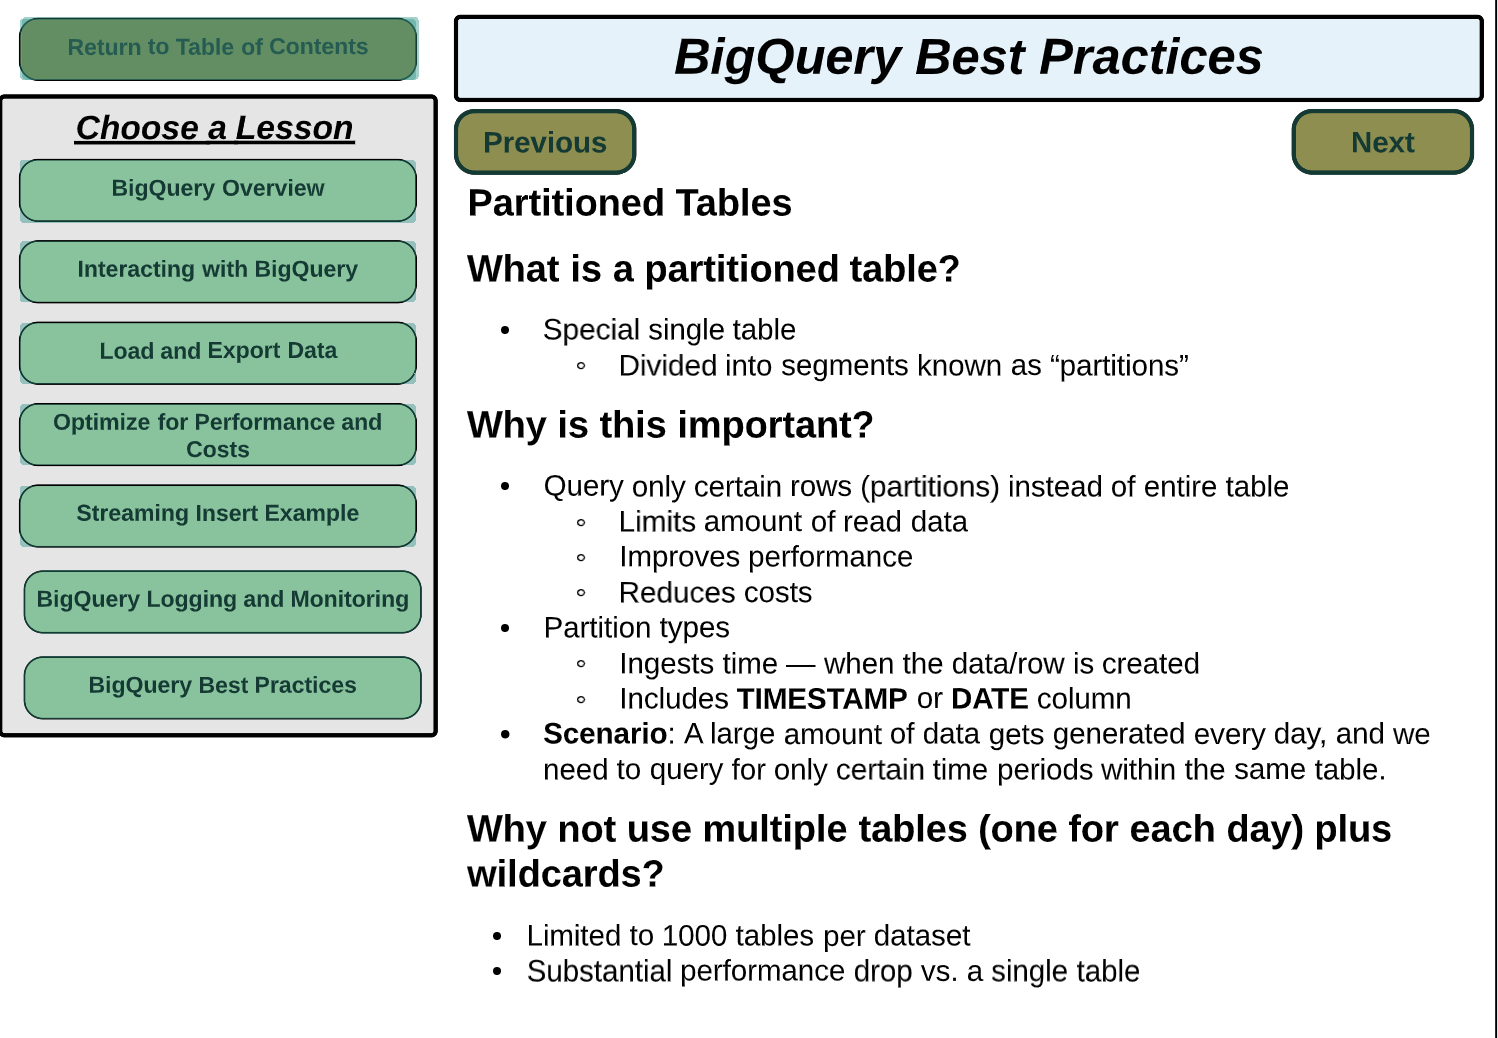 Return to Table of Contents
Choose a Lesson
BigQuery Overview
Interacting with BigQuery
Load and Export Data
Optimize for Performance and
Costs
Streaming Insert Example
BigQuery Logging and Monitoring
BigQuery Best Practices
BigQuery Best Practices
Previous
Next
Partitioned Tables
What is a partitioned table?
• Special single table
◦ Divided into segments known as “partitions”
Why is this important?
• Query only certain rows (partitions) instead of entire table
◦ Limits amount of read data
◦ Improves performance
◦ Reduces costs
• Partition types
◦ Ingests time — when the data/row is created
◦ Includes TIMESTAMP or DATE column
• Scenario: A large amount of data gets generated every day, and we
need to query for only certain time periods within the same table.
Why not use multiple tables (one for each day) plus
wildcards?
• Limited to 1000 tables per dataset
• Substantial performance drop vs. a single table